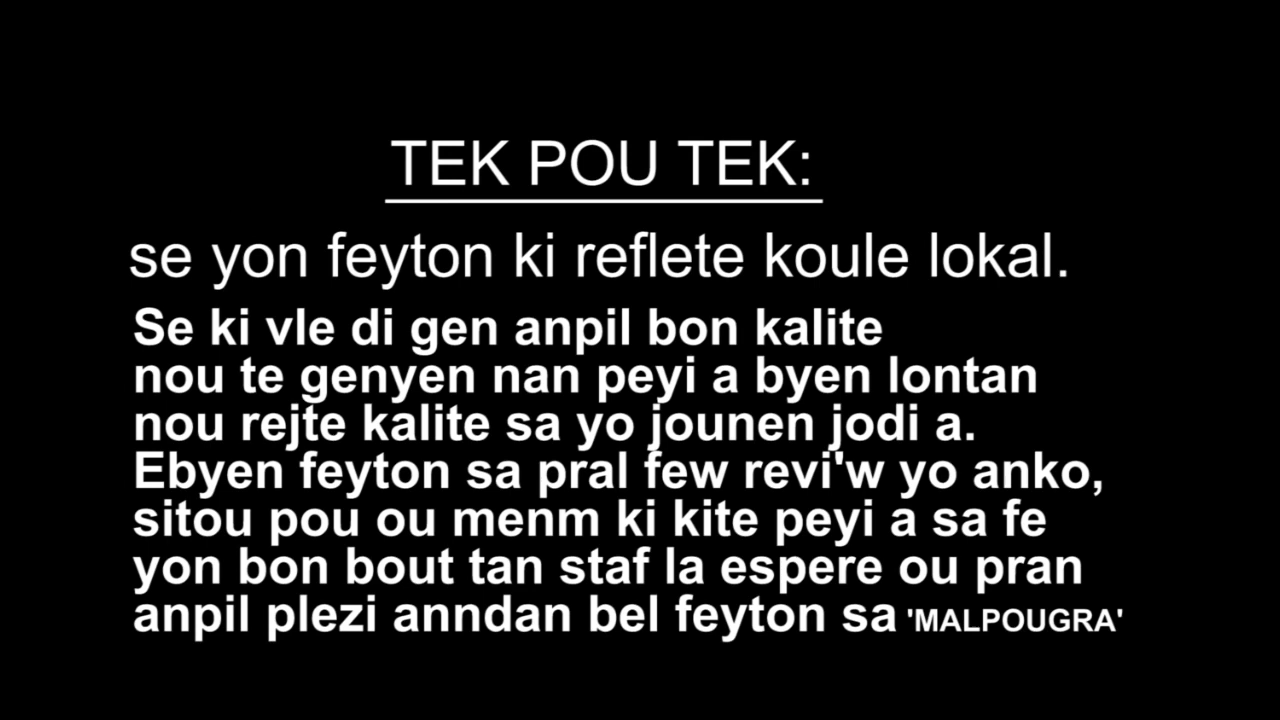 TEK POU TEK:
se yon feyton ki reflete koule lokal.
Se ki vle di gen anpil bon kalite
nou te genyen nan peyi a byen lontan
nou rejte kalite sa yo jounen jodi a.
Ebyen feyton sa pral few revi'w yo anko,
sitou pou ou menm ki kite peyi a sa fe
yon bon bout tan staf la espere ou pran
anpil plezi anndan bel feyton sa 'MALPOUGRA'